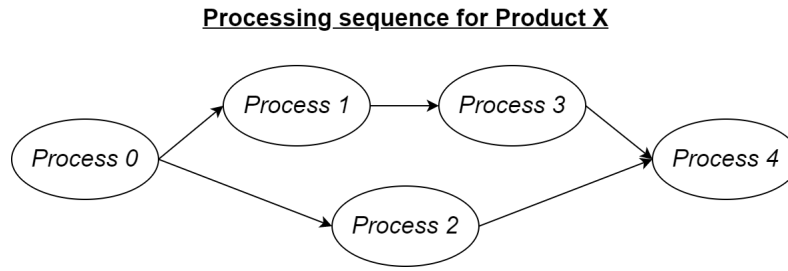 Processing sequence for Product X
Process 1
Process 3
Process 0
Process 4
Process 2